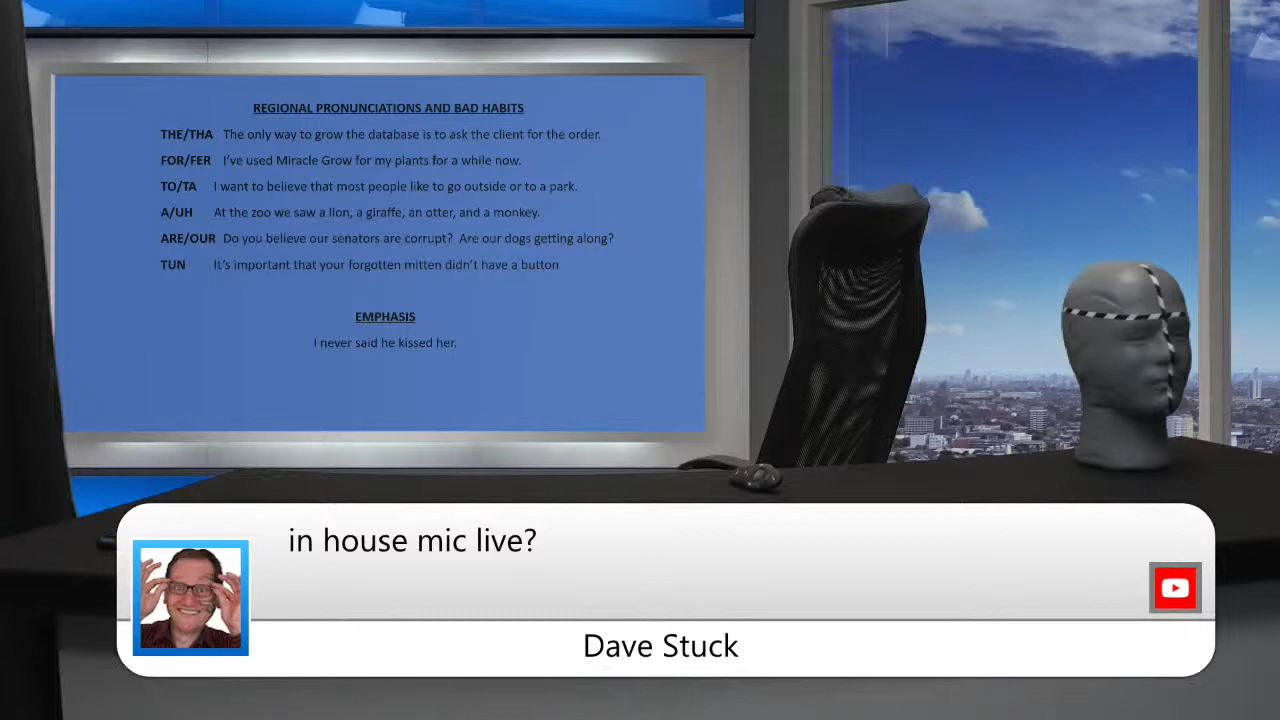 REGIONAL PRONUNCIATIONS AND BAD HABITS
THE/THA The only way to grow the database is to ask the client for the order.
FOR/FER I've used Miracle Grow for my plants for a while now.
TO/TA I want to believe that most people like to go outside or to a park.
A/UH At the zoo we saw a lion, a giraffe, an otter, and a monkey.
ARE/OUR Do you believe our senators are corrupt? Are our dogs getting along?
TUN It's important that your forgotten mitten didn't have a button
EMPHASIS
I never said he kissed her.
in house mic live?
Dave Stuck